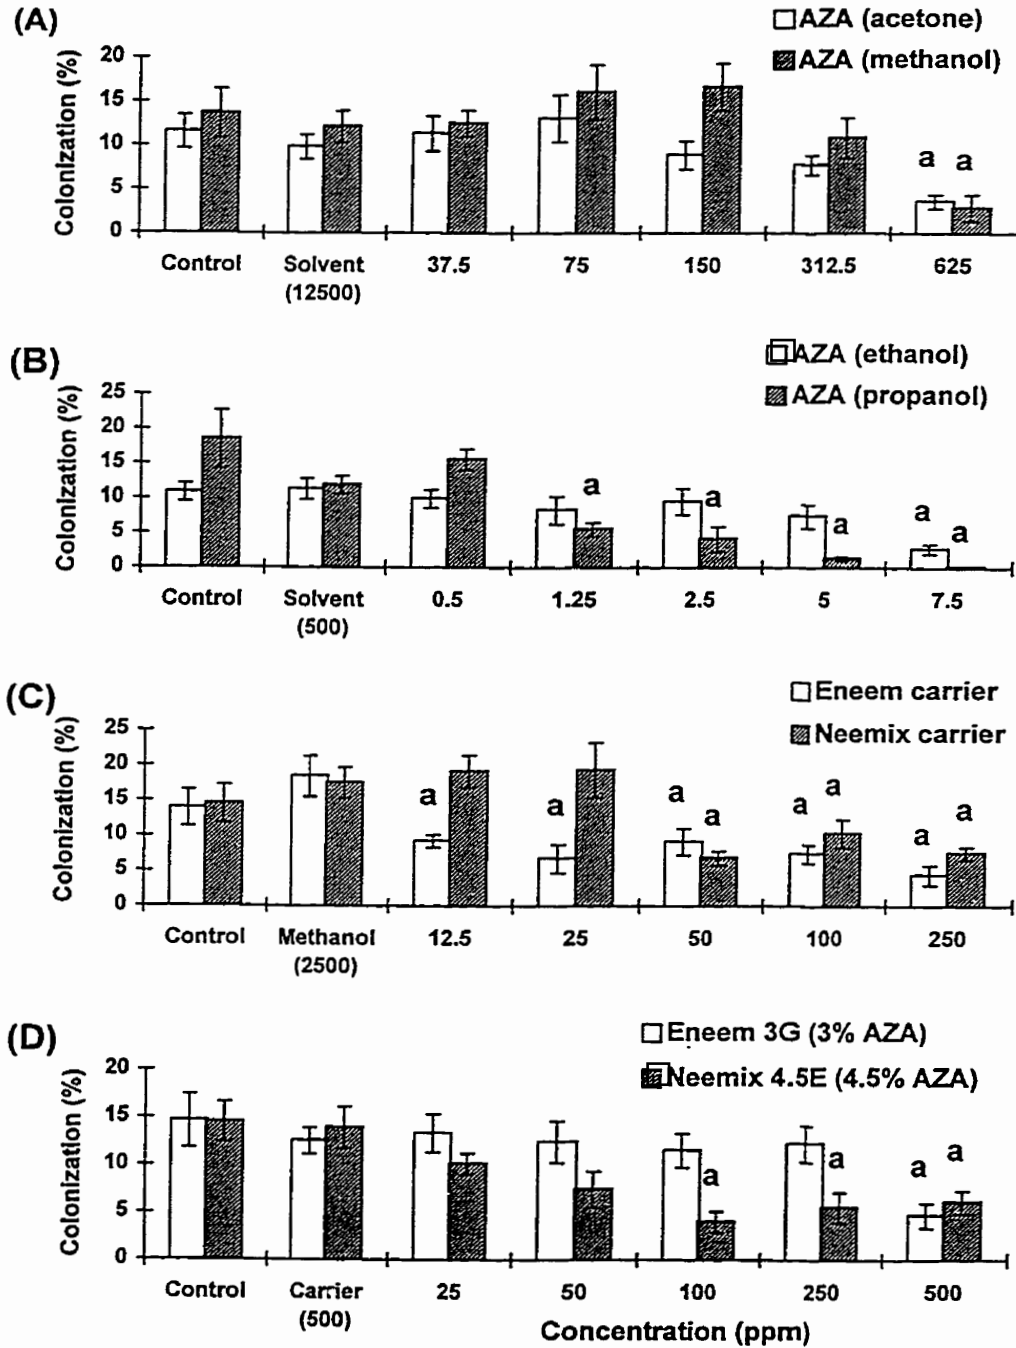 (A)
AZA (acetone)
AZA (methanol)
Colonization (%)
20
15
10
5
0
a a
Control Solvent 37.5 75 150 312.5 625
(12500)
(B)
AZA (ethanol)
AZA (propanol)
Colonization (%)
25
20
15
10
5
0
a a a a a
Control Solvent 0.5 1.25 2.5 5 7.5
(500)
(C)
Eneem carrier
Neemix carrier
Colonization (%)
25
20
15
10
5
0
a a a a a a a a
Control Methanol 12.5 25 50 100 250
(2500)
(D)
Eneem 3G (3% AZA)
Neemix 4.5E (4.5% AZA)
Colonization (%)
20
15
10
5
0
a a a a
Control Carrier 25 50 100 250 500
(500)
Concentration (ppm)